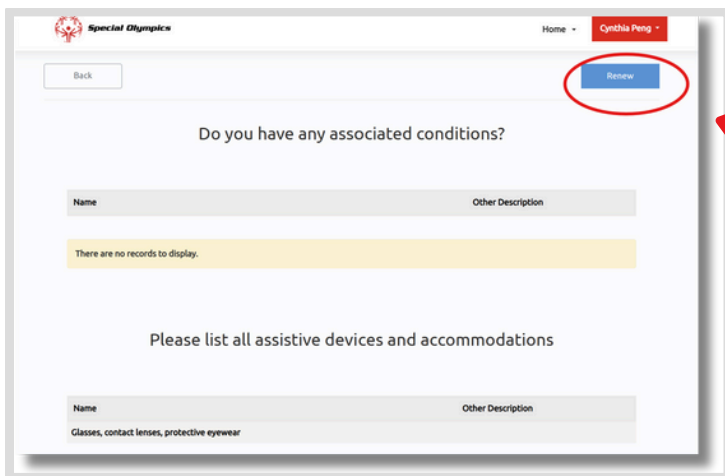 Special Olympics
Home
Cynthia Peng
Back
Renew
Do you have any associated conditions?
Name Other Description
There are no records to display.
Please list all assistive devices and accommodations
Name Other Description
Glasses, contact lenses, protective eyewear